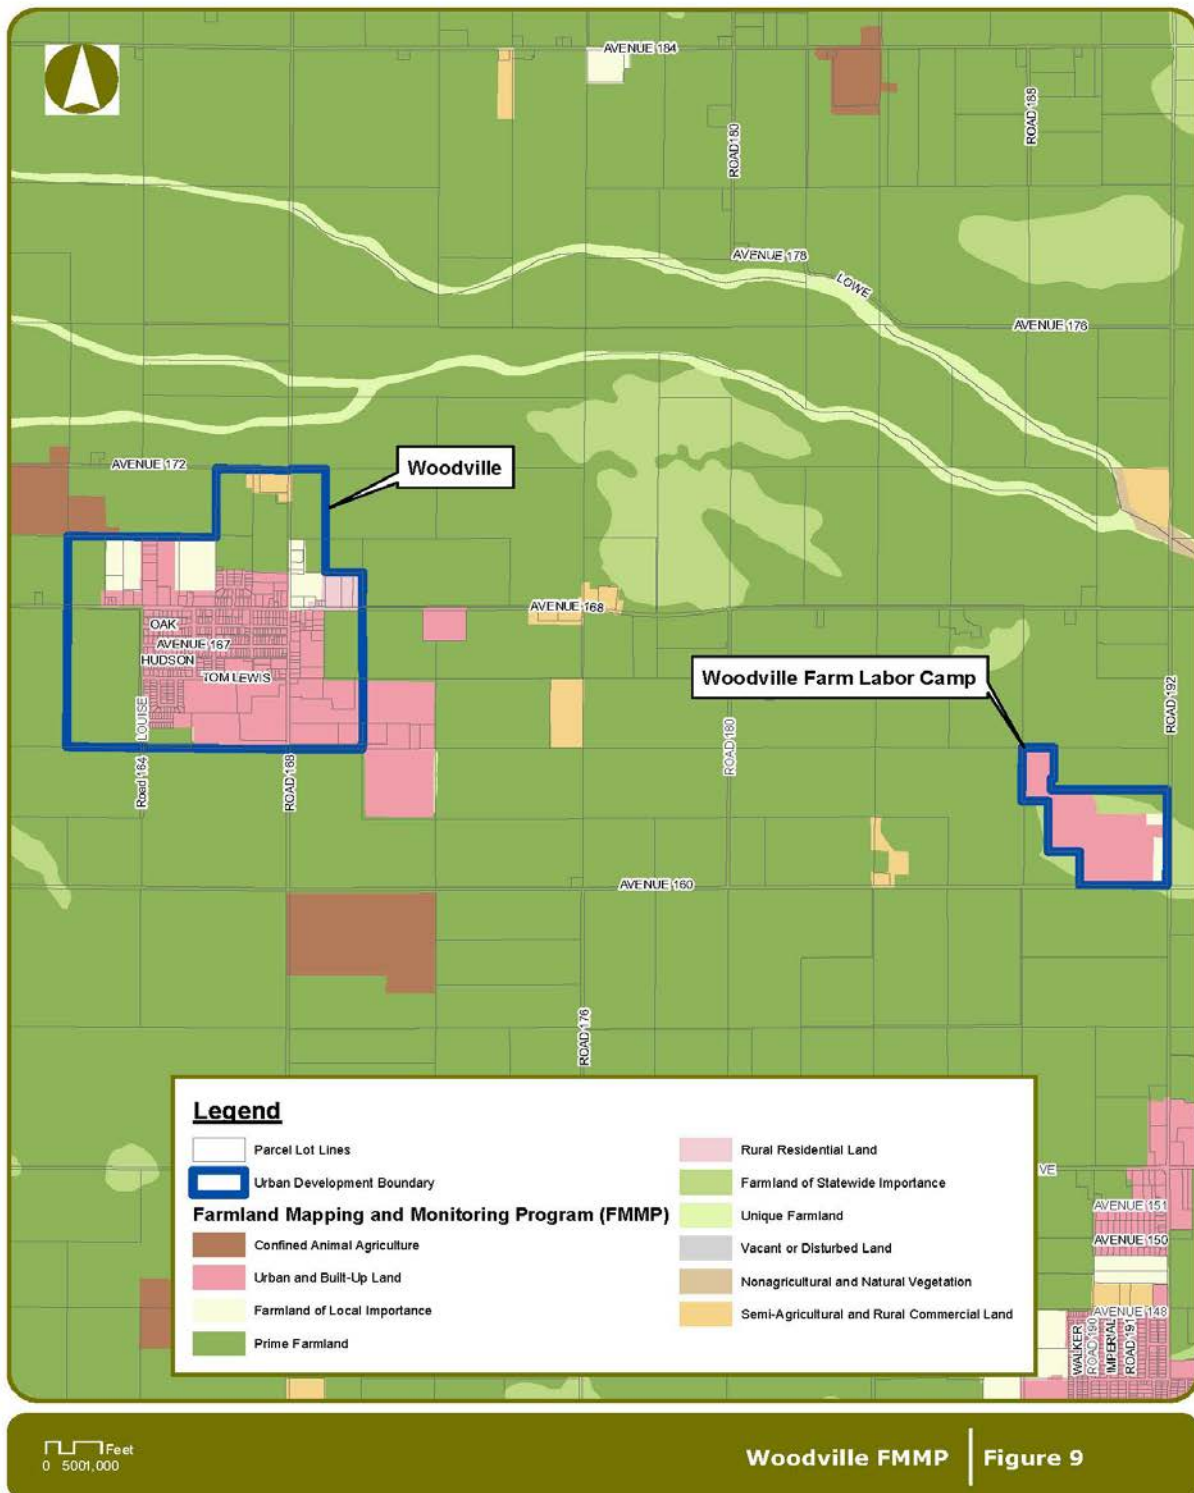 AVENUE 184
ROAD180
ROAD 188
AVENUE 178
LOWE
AVENUE 176
AVENUE 172
Woodville
AVENUE 168
OAK
AVENUE 167
HUDSON
TOM LEWIS
Woodville Farm Labor Camp
LOUISE
ROAD 192
ROAD 180
Road 164
ROAD 168
AVENUE 160
ROAD 176
Legend
Parcel Lot Lines
Urban Development Boundary
Farmland Mapping and Monitoring Program (FMMP)
Confined Animal Agriculture
Urban and Built-Up Land
Farmland of Local Importance
Prime Farmland
Rural Residential Land
Farmland of Statewide Importance
Unique Farmland
Vacant or Disturbed Land
Nonagricultural and Natural Vegetation
Semi-Agricultural and Rural Commercial Land
VE
AVENUE 151
AVENUE 150
AVENUE 148
WALKER
ROAD 190
IMPERIAL
ROAD 191
Feet
0 5001,000
Woodville FMMP
Figure 9